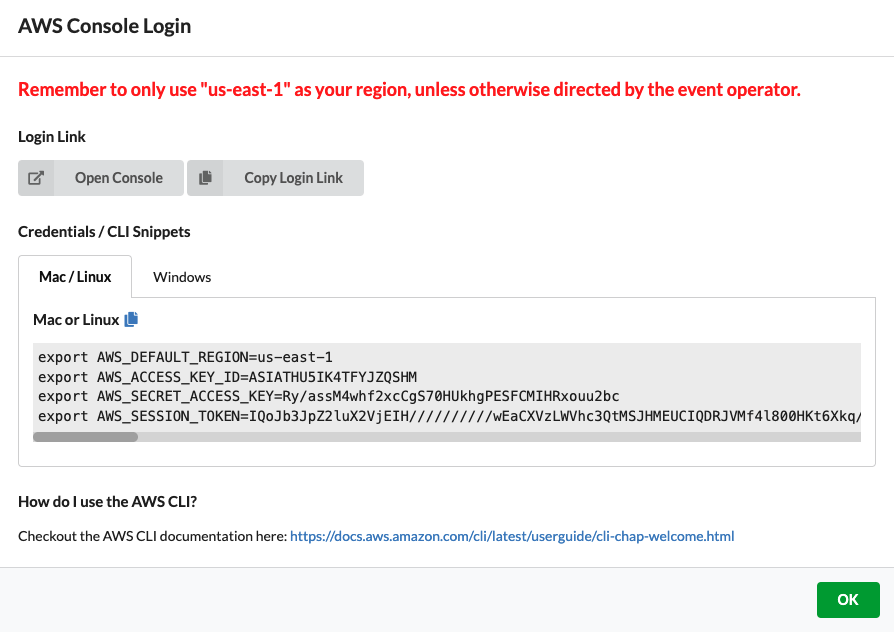 AWS Console Login
Remember to only use "us-east-1" as your region, unless otherwise directed by the event operator.
Login Link
Open Console Copy Login Link
Credentials / CLI Snippets
Mac / Linux Windows
Mac or Linux
export AWS_DEFAULT_REGION=us-east-1
export AWS_ACCESS_KEY_ID=ASIATHU5IK4TFYJZQSHM
export AWS_SECRET_ACCESS_KEY=Ry/assM4whf2xcCgS70HUkhgPESFCMIHRxouu2bc
export AWS_SESSION_TOKEN=IQoJb3JpZ2luX2VjEIH//////////wEaCXVzLWVhc3QtMSJHMEUCIQDRJVMf4l800HKt6Xkq/
How do I use the AWS CLI?
Checkout the AWS CLI documentation here: https://docs.aws.amazon.com/cli/latest/userguide/cli-chap-welcome.html
OK